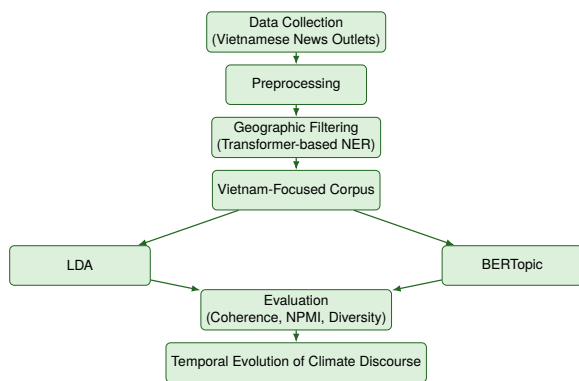 Data Collection
(Vietnamese News Outlets)
Preprocessing
Geographic Filtering
(Transformer-based NER)
Vietnam-Focused Corpus
LDA
BERTopic
Evaluation
(Coherence, NPMI, Diversity)
Temporal Evolution of Climate Discourse